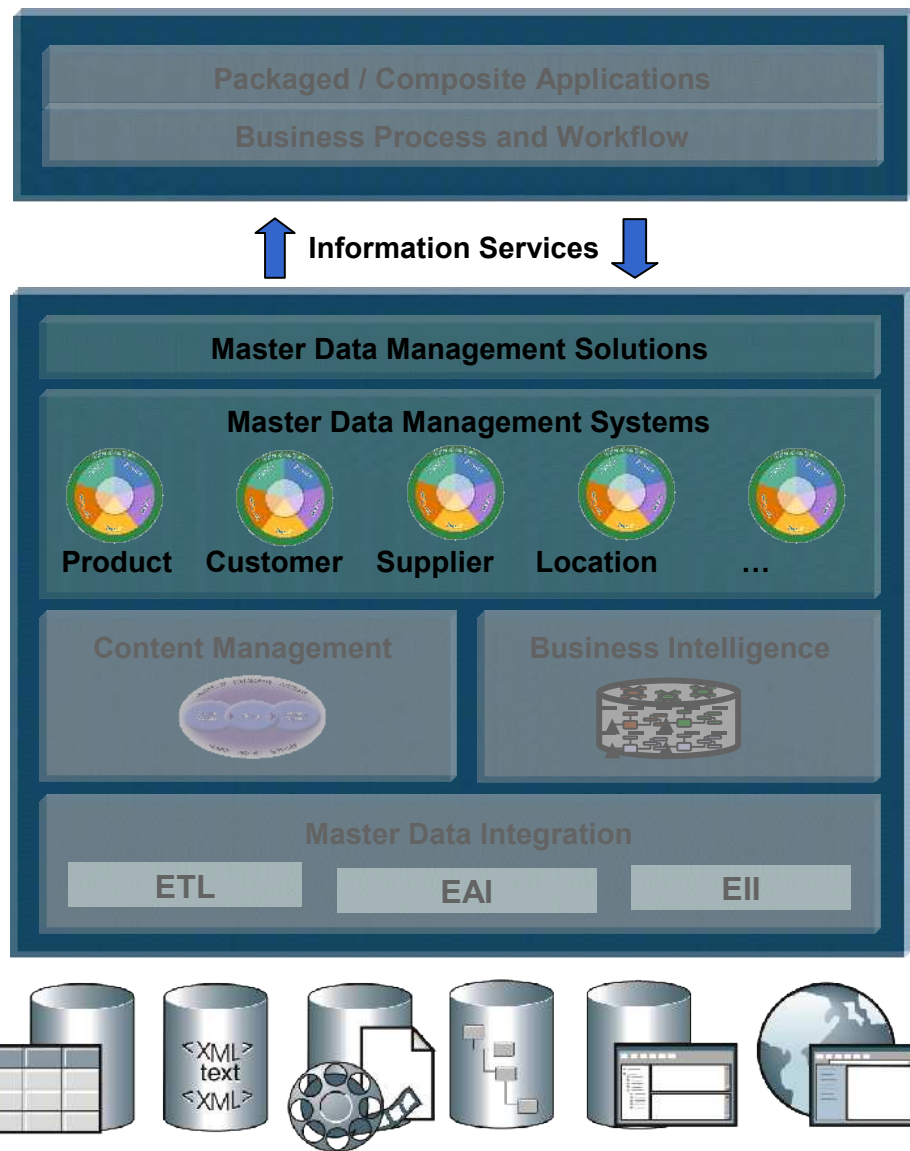 Packaged / Composite Applications
Business Process and Workflow
Information Services
Master Data Management Solutions
Master Data Management Systems
Product Customer Supplier Location …
Content Management Business Intelligence
Master Data Integration
ETL EAI EII
<XML>
text
<XML>